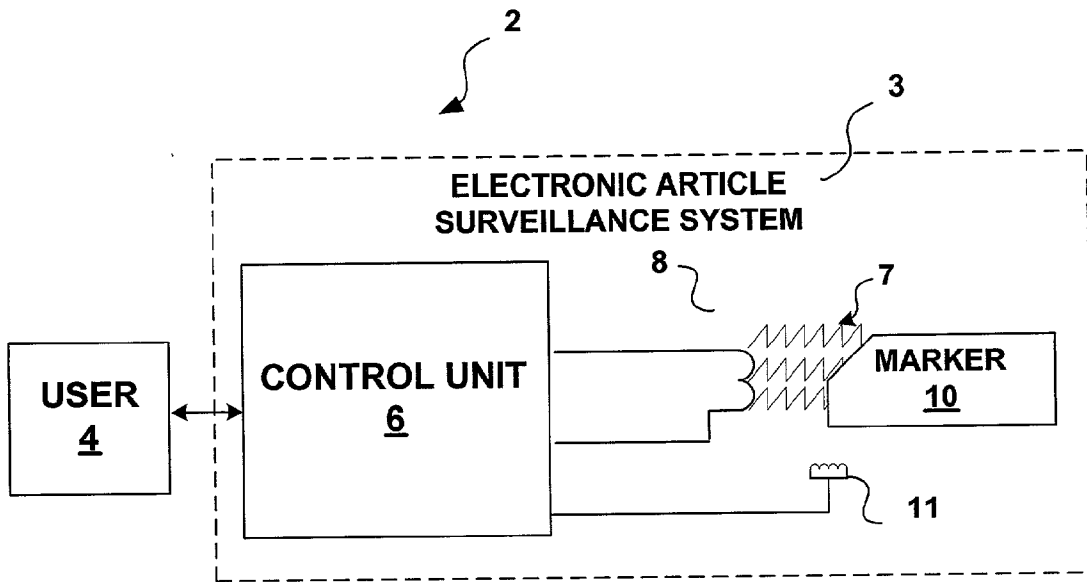 2
3
ELECTRONIC ARTICLE
SURVEILLANCE SYSTEM
8
7
USER
4
CONTROL UNIT
6
MARKER
10
11